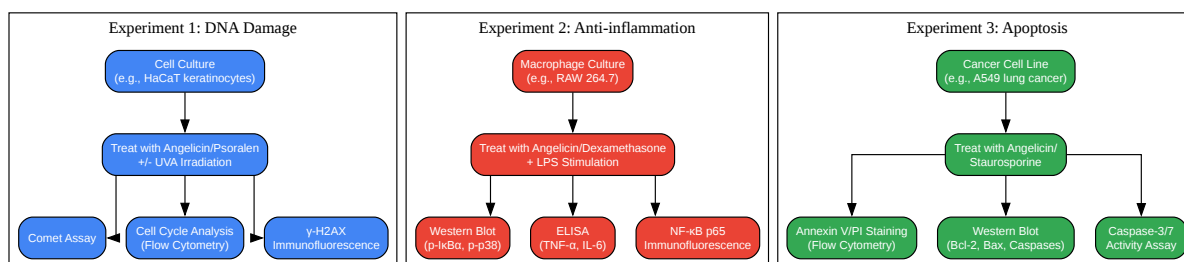 Experiment 1: DNA Damage
Cell Culture
(e.g., HaCaT keratinocytes)
Treat with Angelicin/Psoralen
+/- UVA Irradiation
Comet Assay
Cell Cycle Analysis
(Flow Cytometry)
γ-H2AX
Immunofluorescence
Experiment 2: Anti-inflammation
Macrophage Culture
(e.g., RAW 264.7)
Treat with Angelicin/Dexamethasone
+ LPS Stimulation
Western Blot
(p-IκBα, p-p38)
ELISA
(TNF-α, IL-6)
NF-κB p65
Immunofluorescence
Experiment 3: Apoptosis
Cancer Cell Line
(e.g., A549 lung cancer)
Treat with Angelicin/
Staurosporine
Annexin V/PI Staining
(Flow Cytometry)
Western Blot
(Bcl-2, Bax, Caspases)
Caspase-3/7
Activity Assay